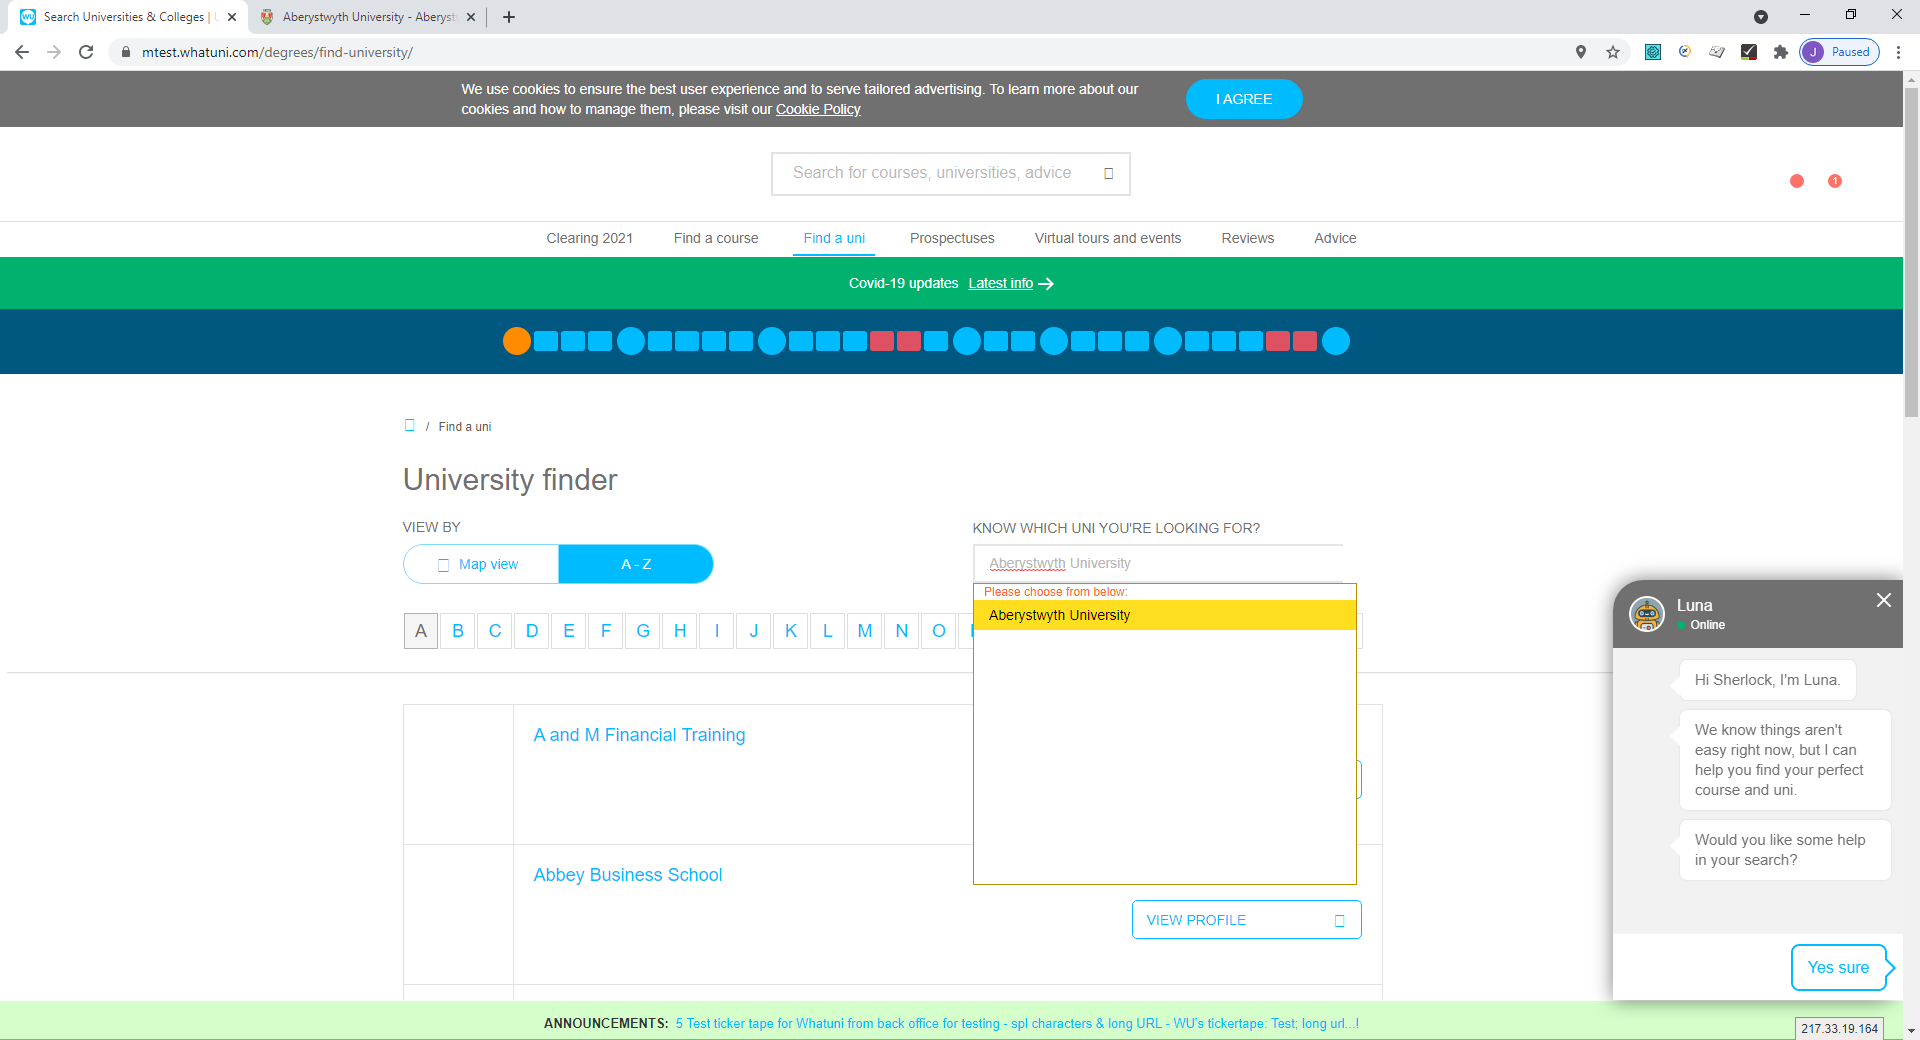 Search Universities & Colleges |
Aberystwyth University - Aberyst
mtest.whatuni.com/degrees/find-university/
J Paused
We use cookies to ensure the best user experience and to serve tailored advertising. To learn more about our
cookies and how to manage them, please visit our Cookie Policy
I AGREE
Search for courses, universities, advice
1
Clearing 2021 Find a course Find a uni Prospectuses Virtual tours and events Reviews Advice
Covid-19 updates Latest info
/ Find a uni
University finder
VIEW BY
Map view A - Z
KNOW WHICH UNI YOU'RE LOOKING FOR?
Aberystwyth University
Please choose from below:
Aberystwyth University
A B C D E F G H I J K L M N O
A and M Financial Training
Abbey Business School
VIEW PROFILE
Luna
Online
Hi Sherlock, I'm Luna.
We know things aren't
easy right now, but I can
help you find your perfect
course and uni.
Would you like some help
in your search?
Yes sure
ANNOUNCEMENTS: 5 Test ticker tape for Whatuni from back office for testing - spl characters & long URL - WU's tickertape: Test; long url...!
217.33.19.164